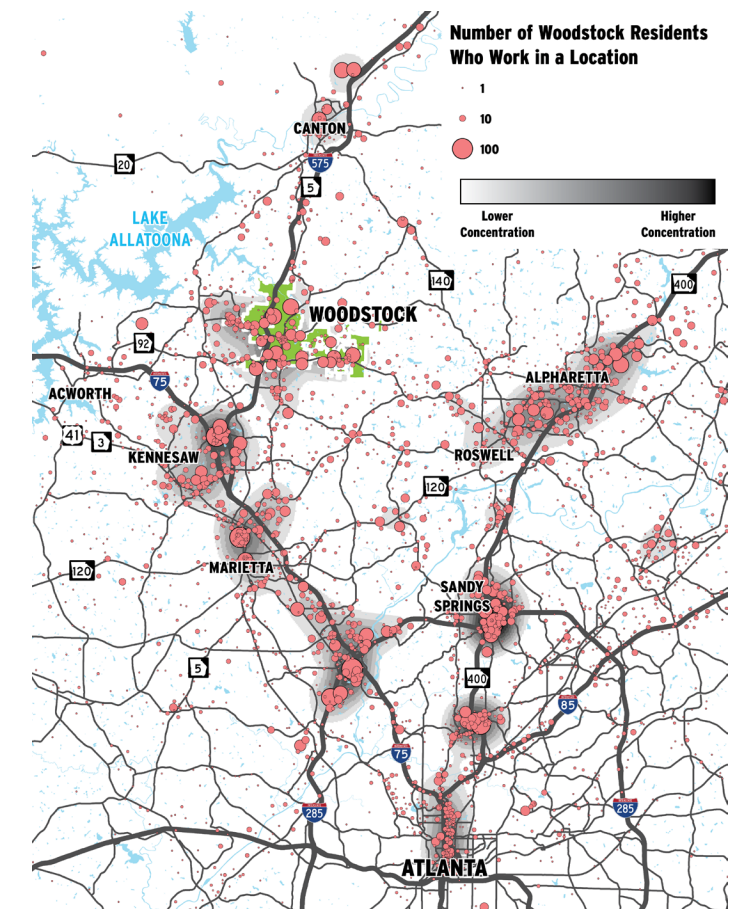 Number of Woodstock Residents
Who Work in a Location
1
10
100
Lower
Concentration
Higher
Concentration
CANTON
575
20
5
LAKE
ALLATOONA
140
400
WOODSTOCK
92
75
ACWORTH
ALPHARETTA
41
3
KENNESAW
ROSWELL
120
MARIETTA
120
SANDY
SPRINGS
5
400
85
75
285
285
ATLANTA